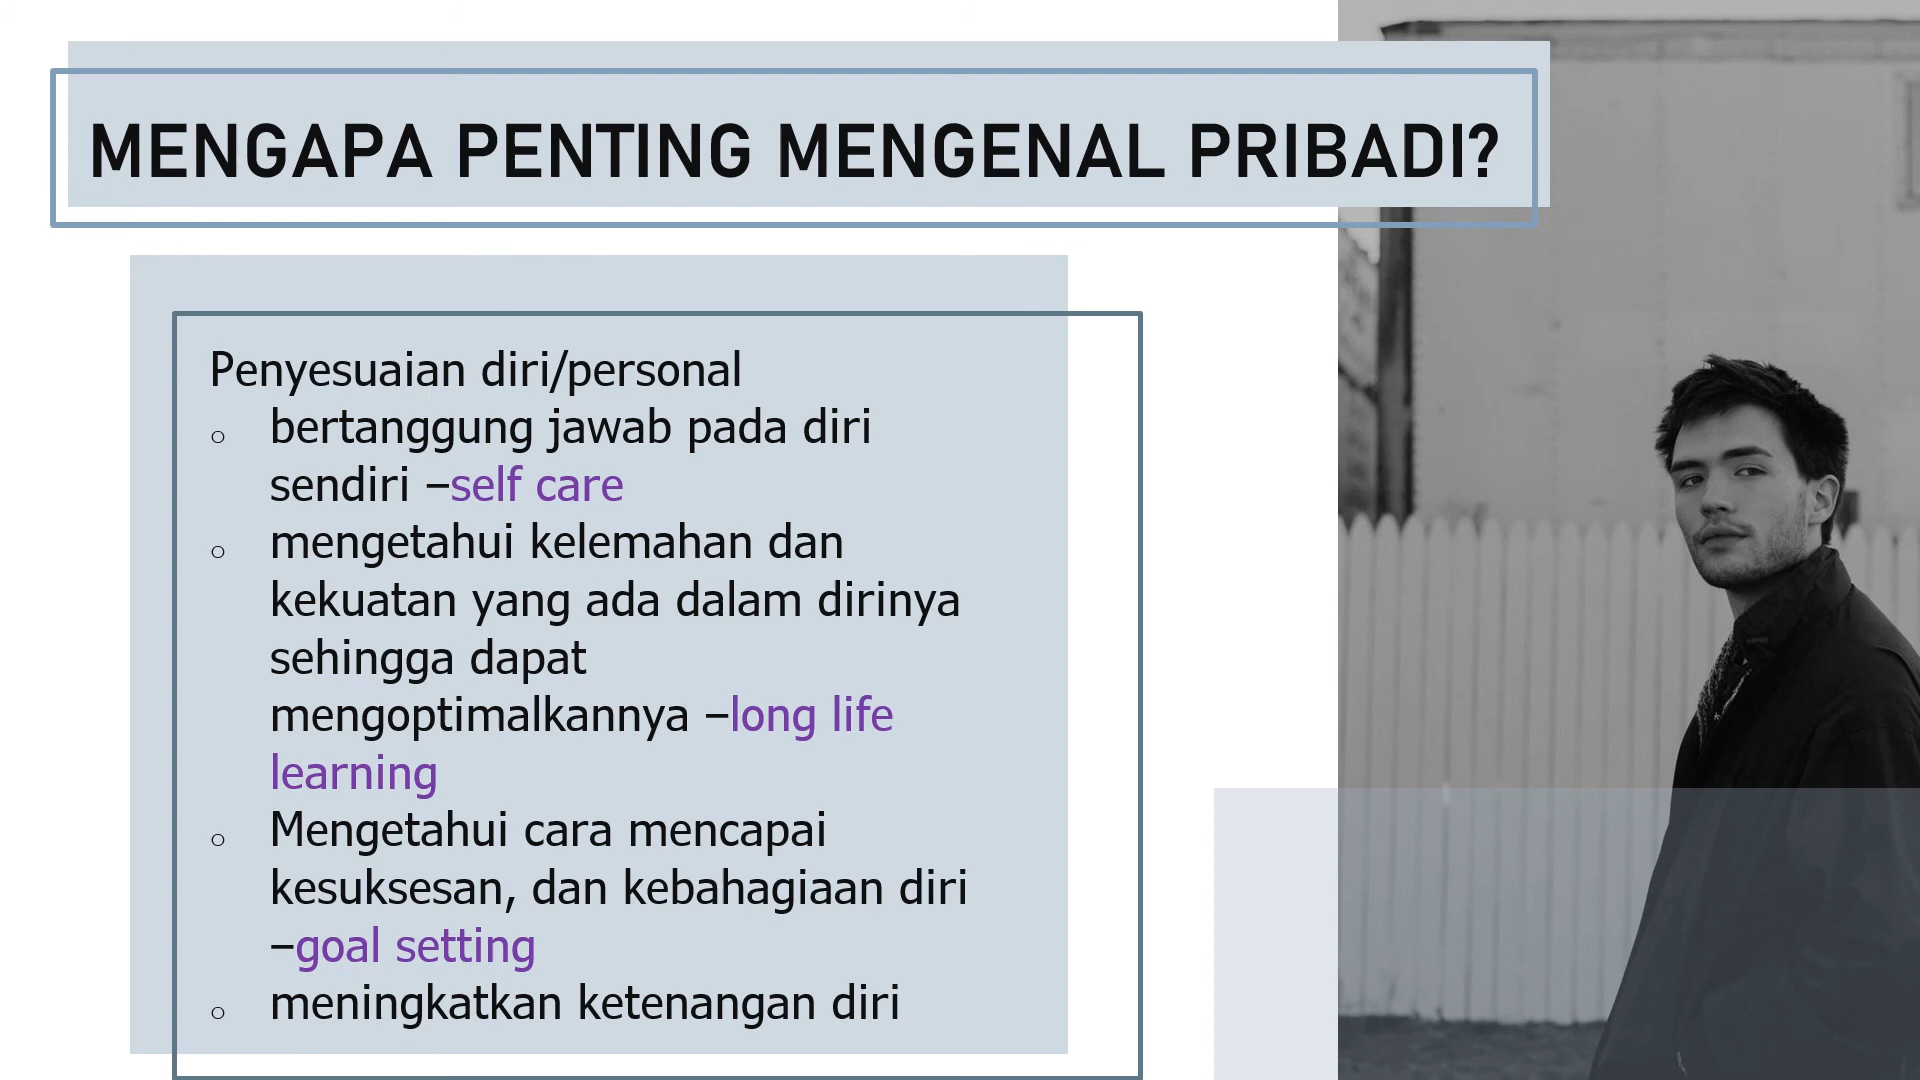 MENGAPA PENTING MENGENAL PRIBADI?
Penyesuaian diri/personal
○ bertanggung jawab pada diri
sendiri –self care
○ mengetahui kelemahan dan
kekuatan yang ada dalam dirinya
sehingga dapat
mengoptimalkannya –long life
learning
○ Mengetahui cara mencapai
kesuksesan, dan kebahagiaan diri
–goal setting
○ meningkatkan ketenangan diri